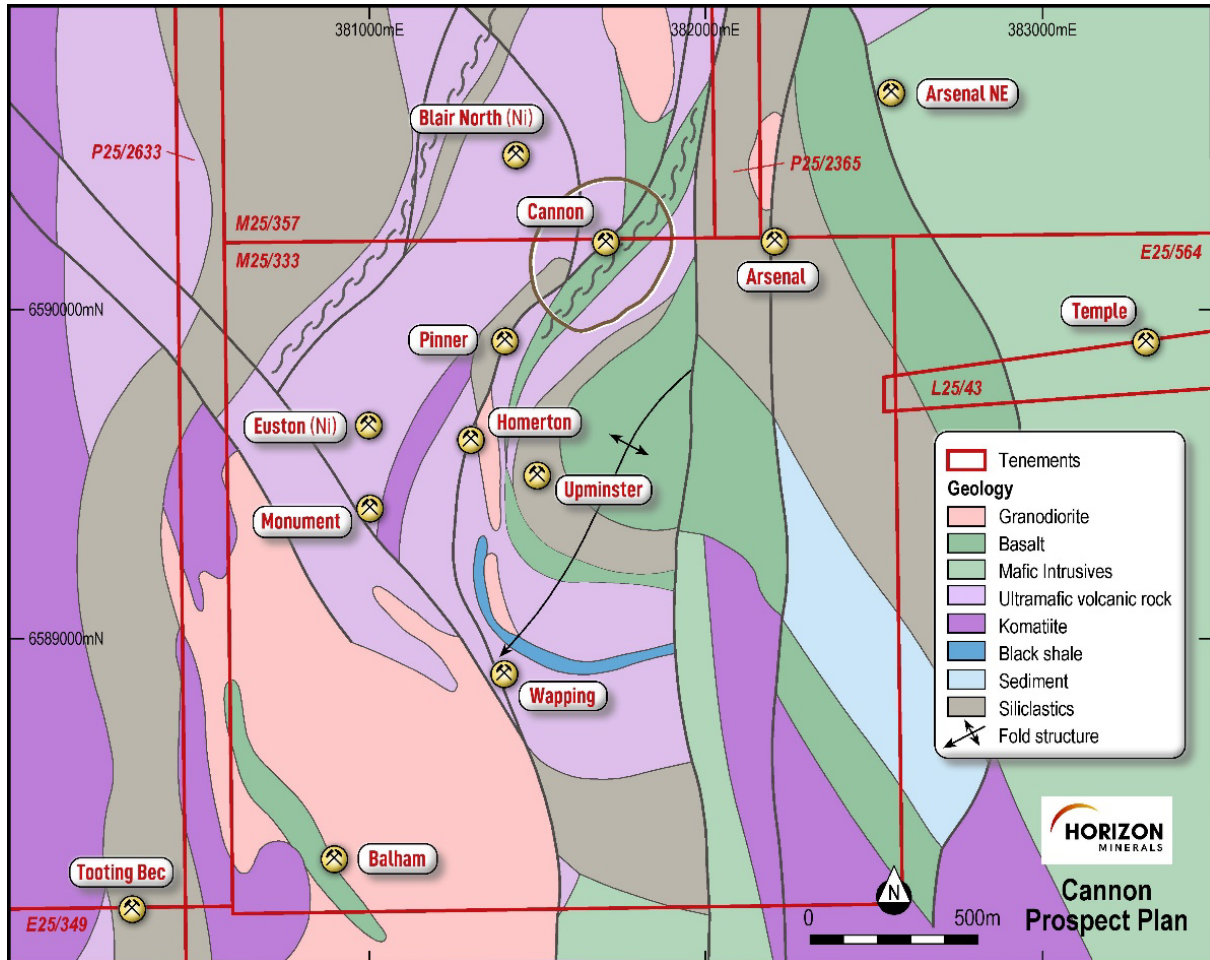 381000mE
382000mE
383000mE
Arsenal NE
Blair North (Ni)
P25/2633
P25/2365
Cannon
M25/357
M25/333
E25/564
Arsenal
6590000mN
Temple
Pinner
L25/43
Euston (Ni)
Homerton
Upminster
Monument
Tenements
Geology
Granodiorite
Basalt
Mafic Intrusives
Ultramafic volcanic rock
Komatiite
Black shale
Sediment
Siliclastics
Fold structure
6589000mN
Wapping
HORIZON
MINERALS
Balham
Tooting Bec
Cannon
Prospect Plan
N
0
500m
E25/349